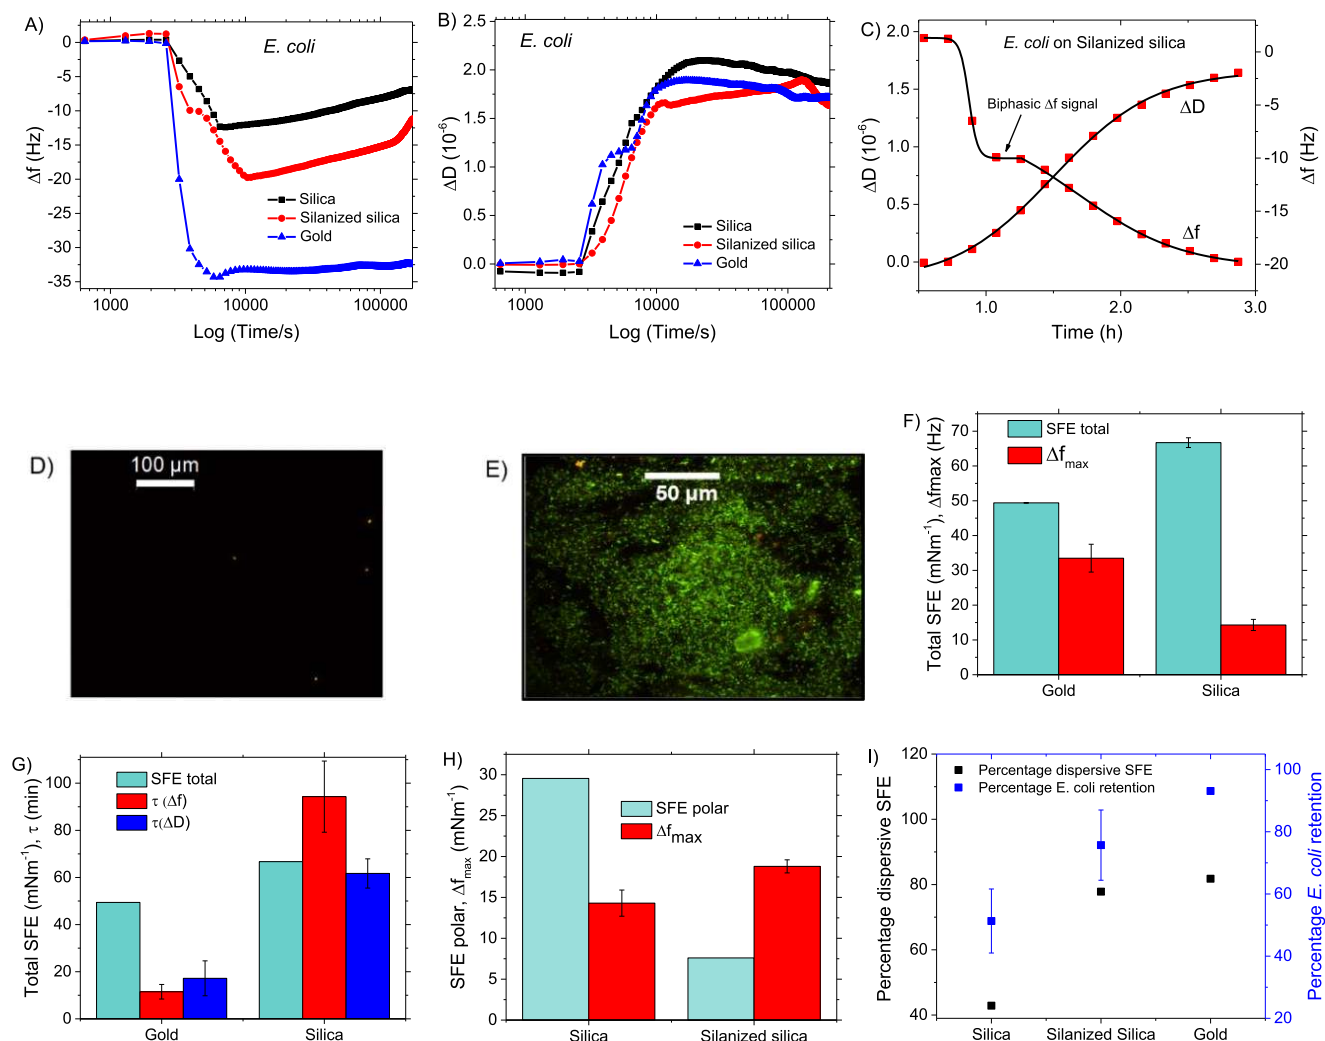 A)
E. coli
0
-5
-10
-15
-20
-25
-30
-35
Δf (Hz)
Silica
Silanized silica
Gold
1000
10000
100000
Log (Time/s)
B)
E. coli
2.5
2.0
1.5
1.0
0.5
0.0
ΔD (10⁻⁶)
Silica
Silanized silica
Gold
1000
10000
100000
Log (Time/s)
C)
E. coli on Silanized silica
2.0
1.5
1.0
0.5
0.0
ΔD (10⁻⁶)
Biphasic Δf signal
ΔD
Δf
0
-5
-10
-15
-20
Δf (Hz)
1.0
2.0
3.0
Time (h)
D)
100 µm
E)
50 µm
F)
SFE total
Δfmax
70
60
50
40
30
20
10
0
Total SFE (mNm⁻¹), Δfmax (Hz)
Gold
Silica
G)
SFE total
τ (Δf)
τ(ΔD)
100
80
60
40
20
0
Total SFE (mNm⁻¹), τ (min)
Gold
Silica
H)
SFE polar
Δfmax
30
25
20
15
10
5
0
SFE polar, Δfmax (mNm⁻¹)
Silica
Silanized silica
I)
Percentage dispersive SFE
Percentage E. coli retention
120
100
80
60
40
Percentage dispersive SFE
100
80
60
40
20
Percentage E. coli retention
Silica
Silanized Silica
Gold